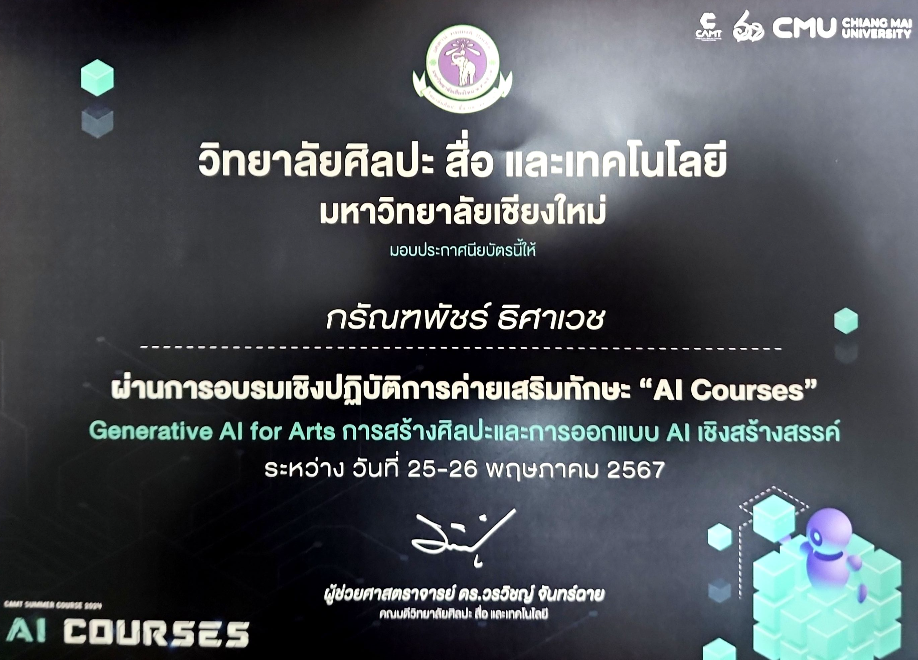 CAMT
CMU CHIANG MAI UNIVERSITY
วิทยาลัยศิลปะ สื่อ และเทคโนโลยี
มหาวิทยาลัยเชียงใหม่
มอบประกาศนียบัตรนี้ให้
กรัณฑพัชร์ ธิศาเวช
ผ่านการอบรมเชิงปฏิบัติการค่ายเสริมทักษะ “AI Courses”
Generative AI for Arts การสร้างศิลปะและการออกแบบ AI เชิงสร้างสรรค์
ระหว่าง วันที่ 25-26 พฤษภาคม 2567
ผู้ช่วยศาสตราจารย์ ดร.วรวิชญ์ จันทร์ฉาย
คณบดีวิทยาลัยศิลปะ สื่อ และเทคโนโลยี
CAMT SUMMER COURSE 2024
AI COURSES